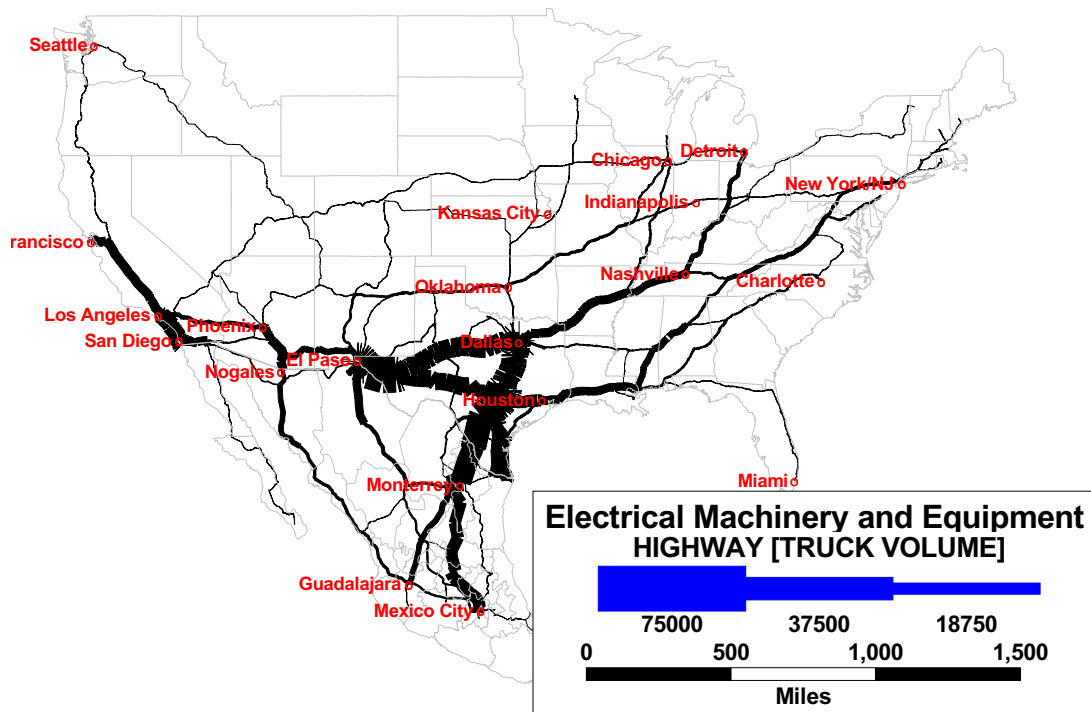 Seattle
Chicago
Detroit
New York/NJ
Kansas City
Indianapolis
rancisco
Nashville
Oklahoma
Charlotte
Los Angeles
Phoenix
San Diego
Dallas
El Paso
Nogales
Houston
Monterrey
Miami
Guadalajara
Mexico City
Electrical Machinery and Equipment
HIGHWAY [TRUCK VOLUME]
75000 37500 18750
0 500 1,000 1,500
Miles